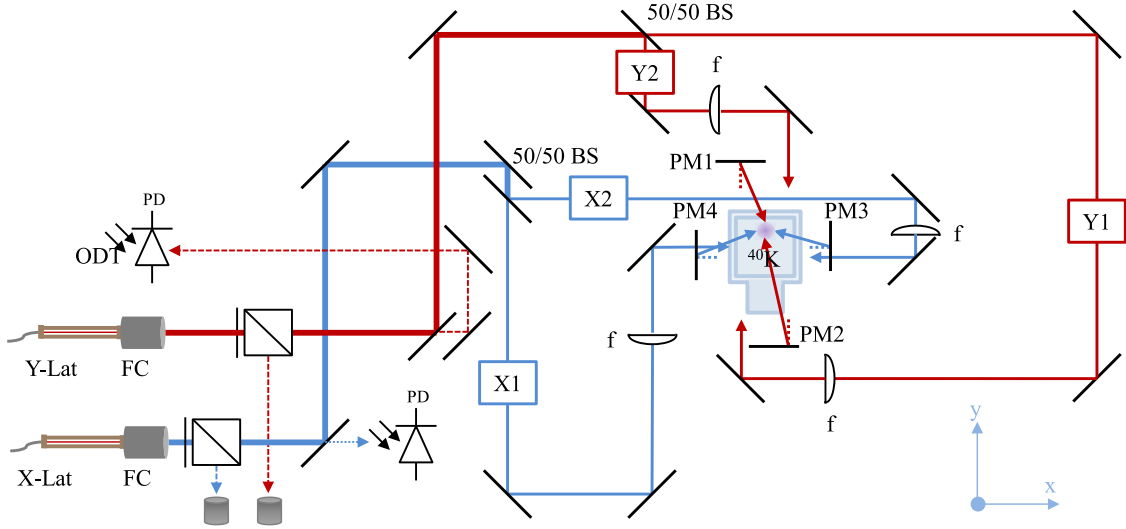 50/50 BS
Y2
f
50/50 BS
PM1
X2
PD
PM4
PM3
ODT
⁴⁰K
f
Y1
f
PM2
Y-Lat
FC
X1
PD
f
y
X-Lat
FC
x